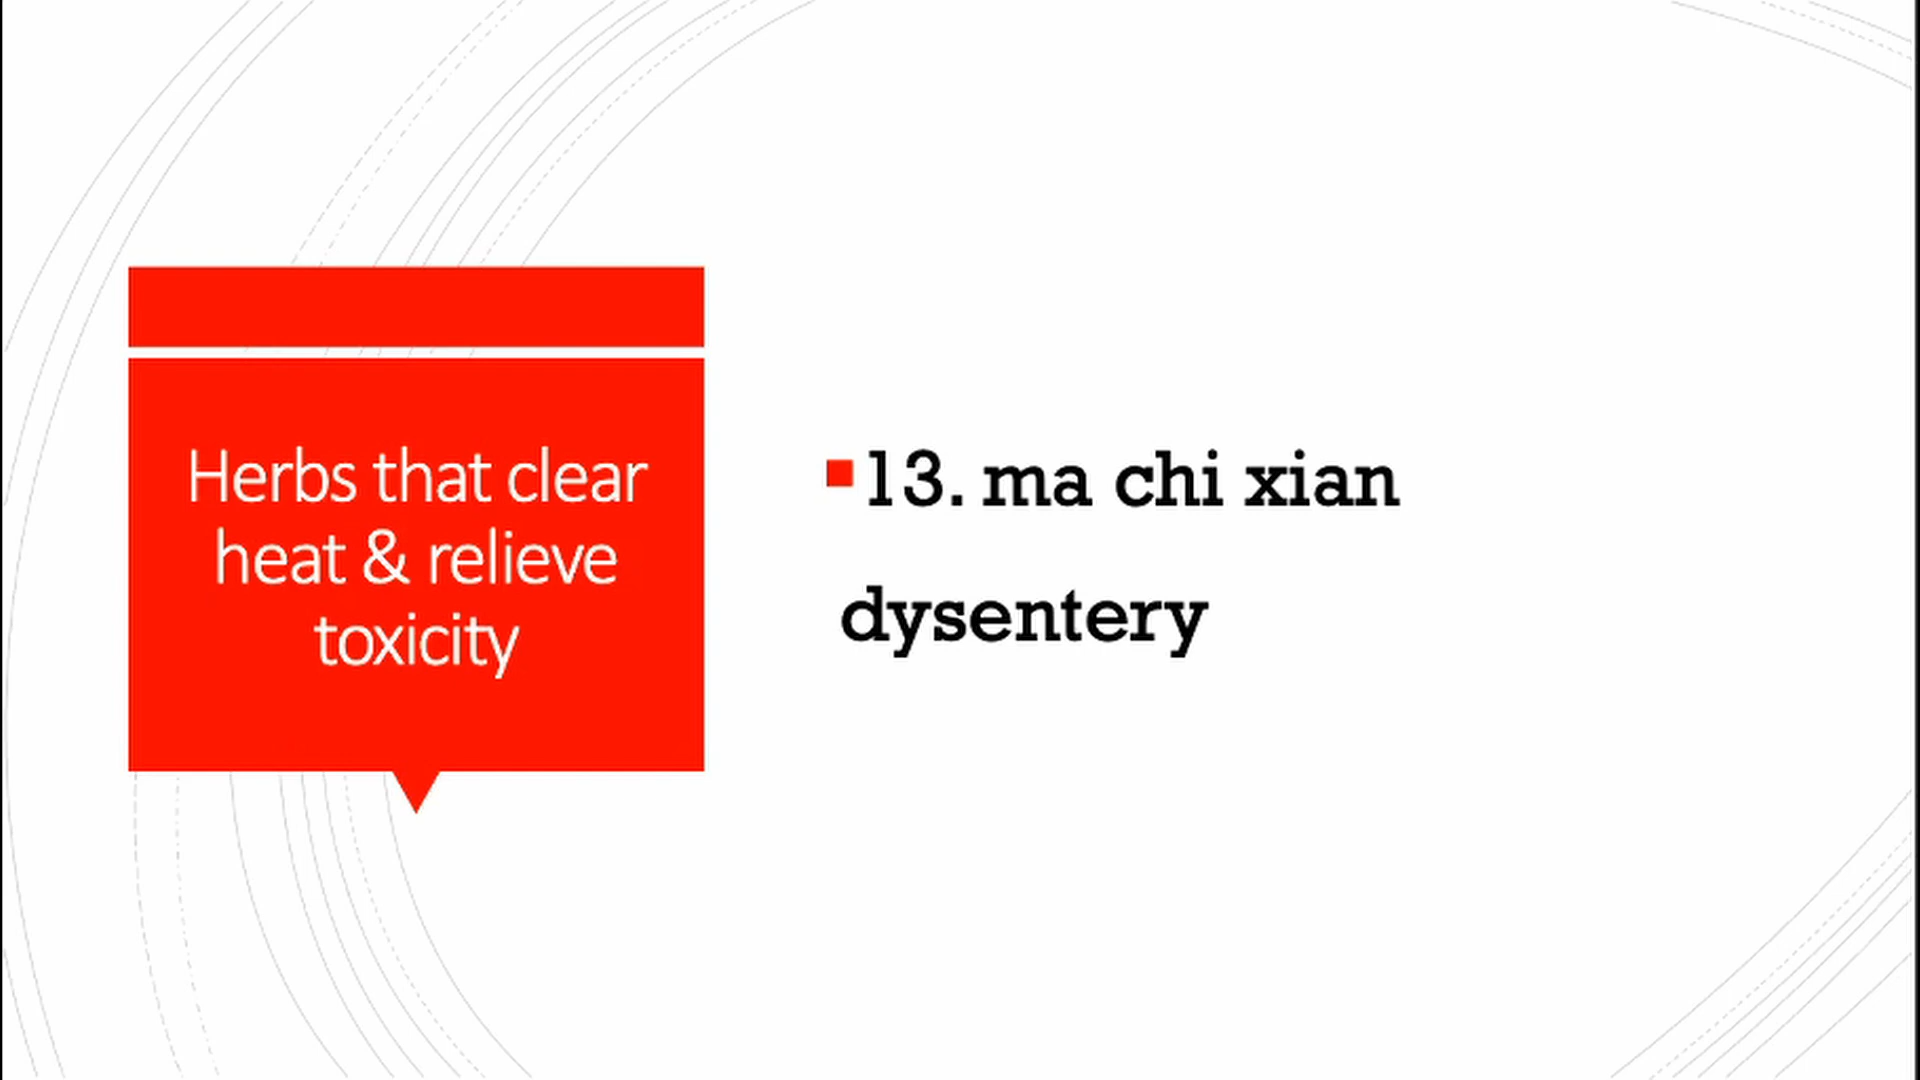 Herbs that clear
heat & relieve
toxicity
13. ma chi xian
dysentery